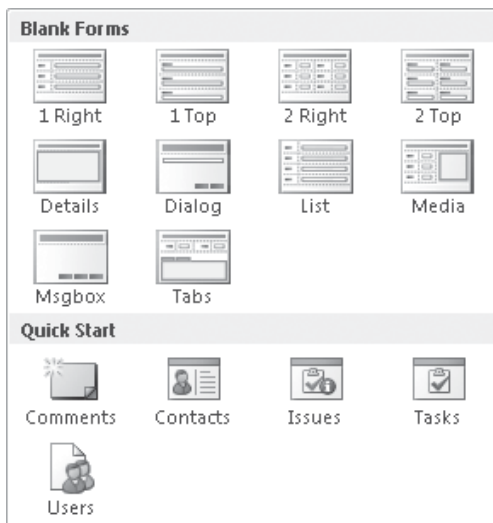 Blank Forms
1 Right 1 Top 2 Right 2 Top
Details Dialog List Media
Msgbox Tabs
Quick Start
Comments Contacts Issues Tasks
Users